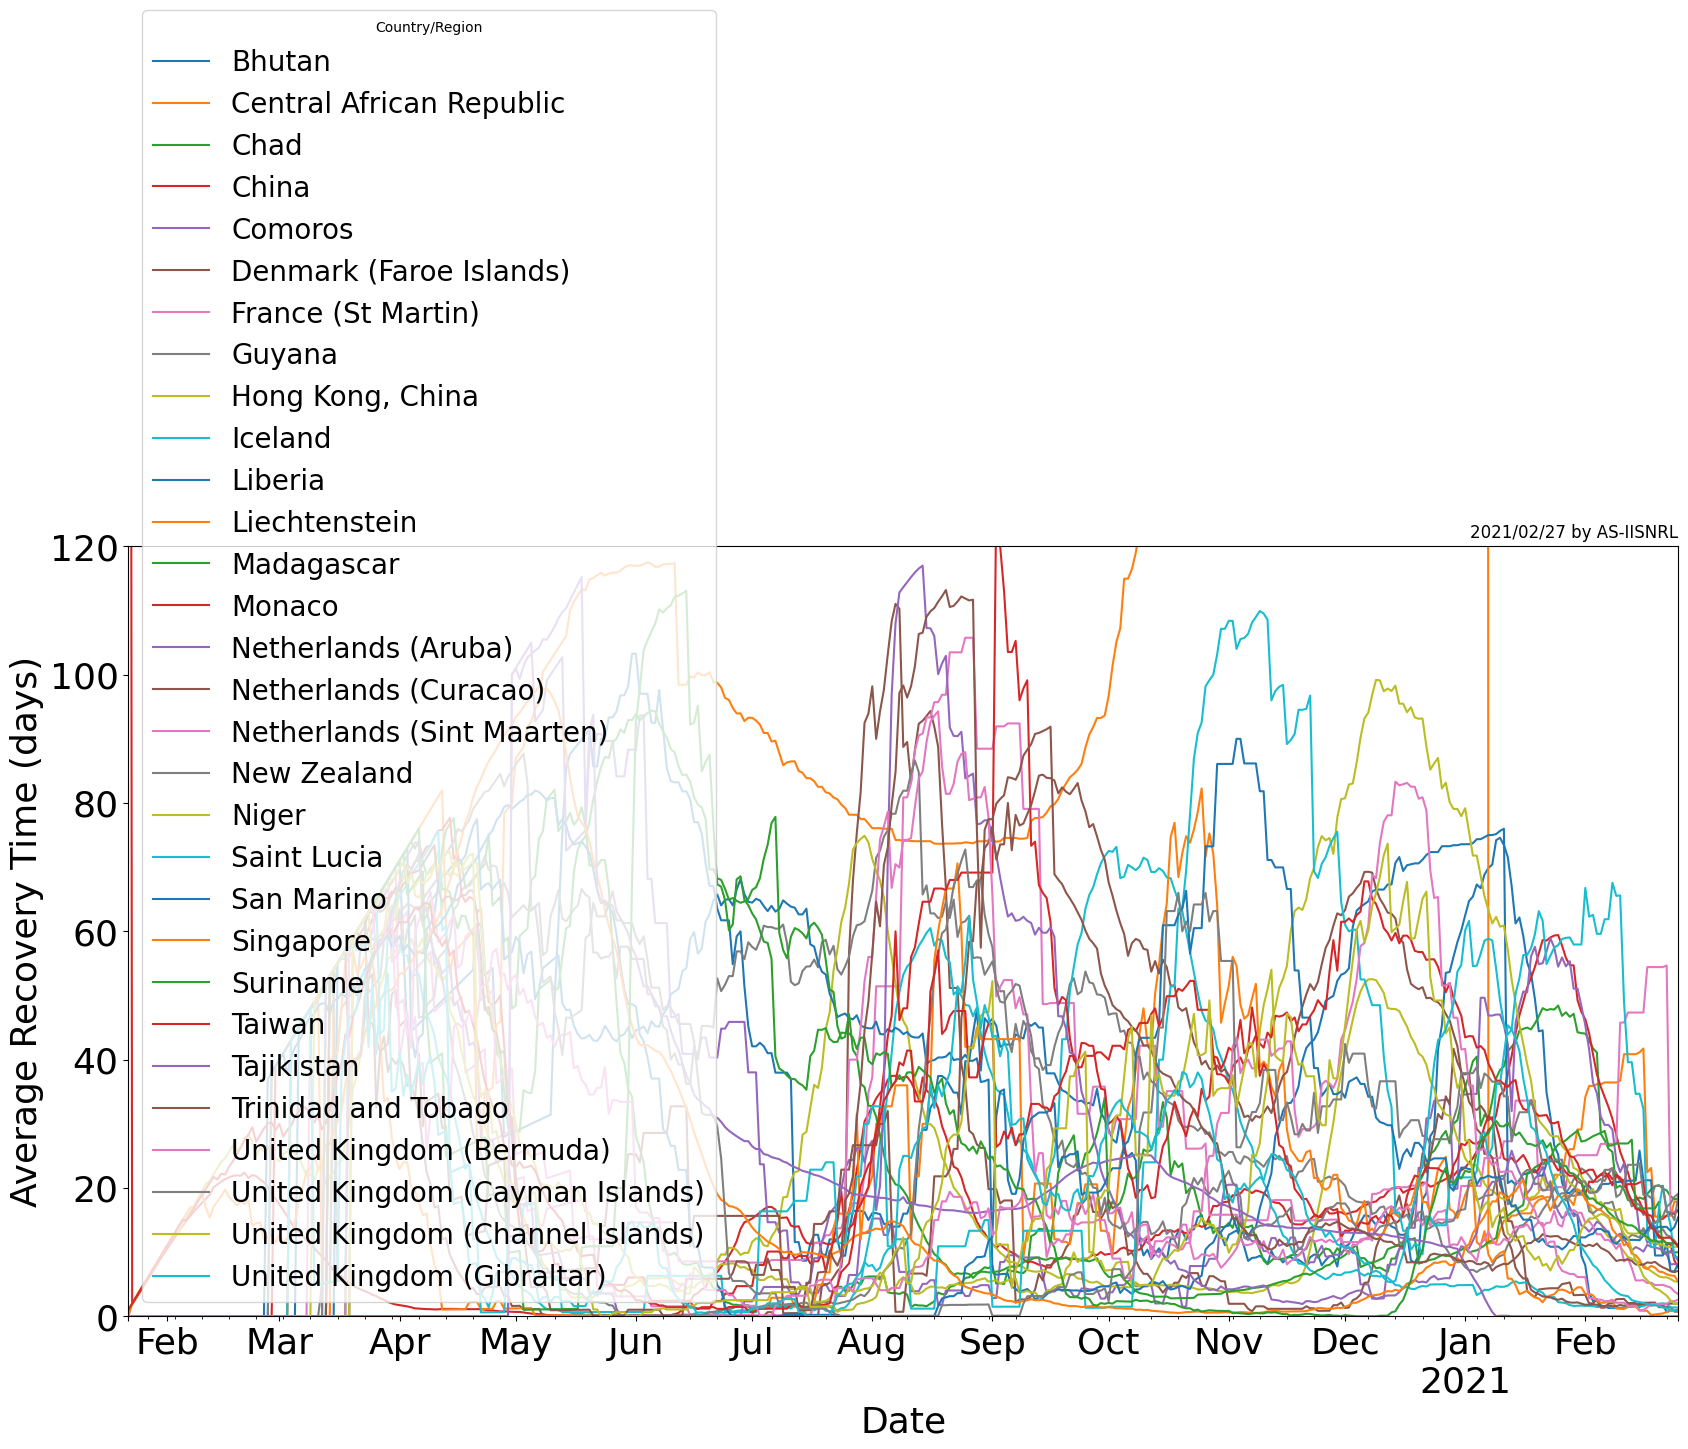 Country/Region
Bhutan
Central African Republic
Chad
China
Comoros
Denmark (Faroe Islands)
France (St Martin)
Guyana
Hong Kong, China
Iceland
Liberia
Liechtenstein
Madagascar
Monaco
Netherlands (Aruba)
Netherlands (Curacao)
Netherlands (Sint Maarten)
New Zealand
Niger
Saint Lucia
San Marino
Singapore
Suriname
Taiwan
Tajikistan
Trinidad and Tobago
United Kingdom (Bermuda)
United Kingdom (Cayman Islands)
United Kingdom (Channel Islands)
United Kingdom (Gibraltar)
2021/02/27 by AS-IISNRL
120
100
80
60
40
20
0
Average Recovery Time (days)
Feb Mar Apr May Jun Jul Aug Sep Oct Nov Dec Jan Feb
2021
Date